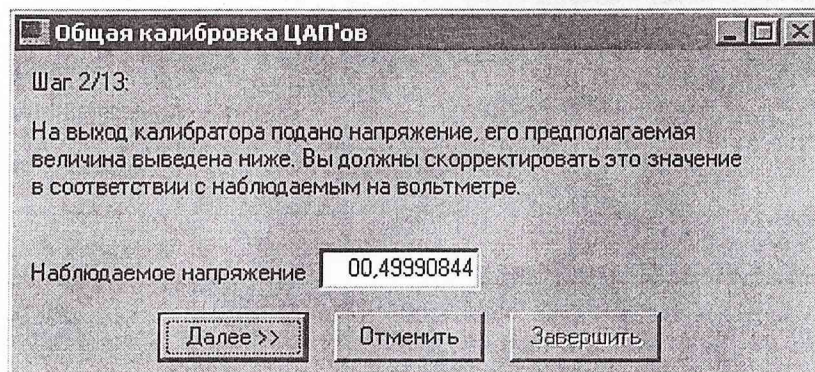 Общая калибровка ЦАП'ов
Шаг 2/13:
На выход калибратора подано напряжение, его предполагаемая
величина выведена ниже. Вы должны скорректировать это значение
в соответствии с наблюдаемым на вольтметре.
Наблюдаемое напряжение 00,49990844
Далее >> Отменить Завершить